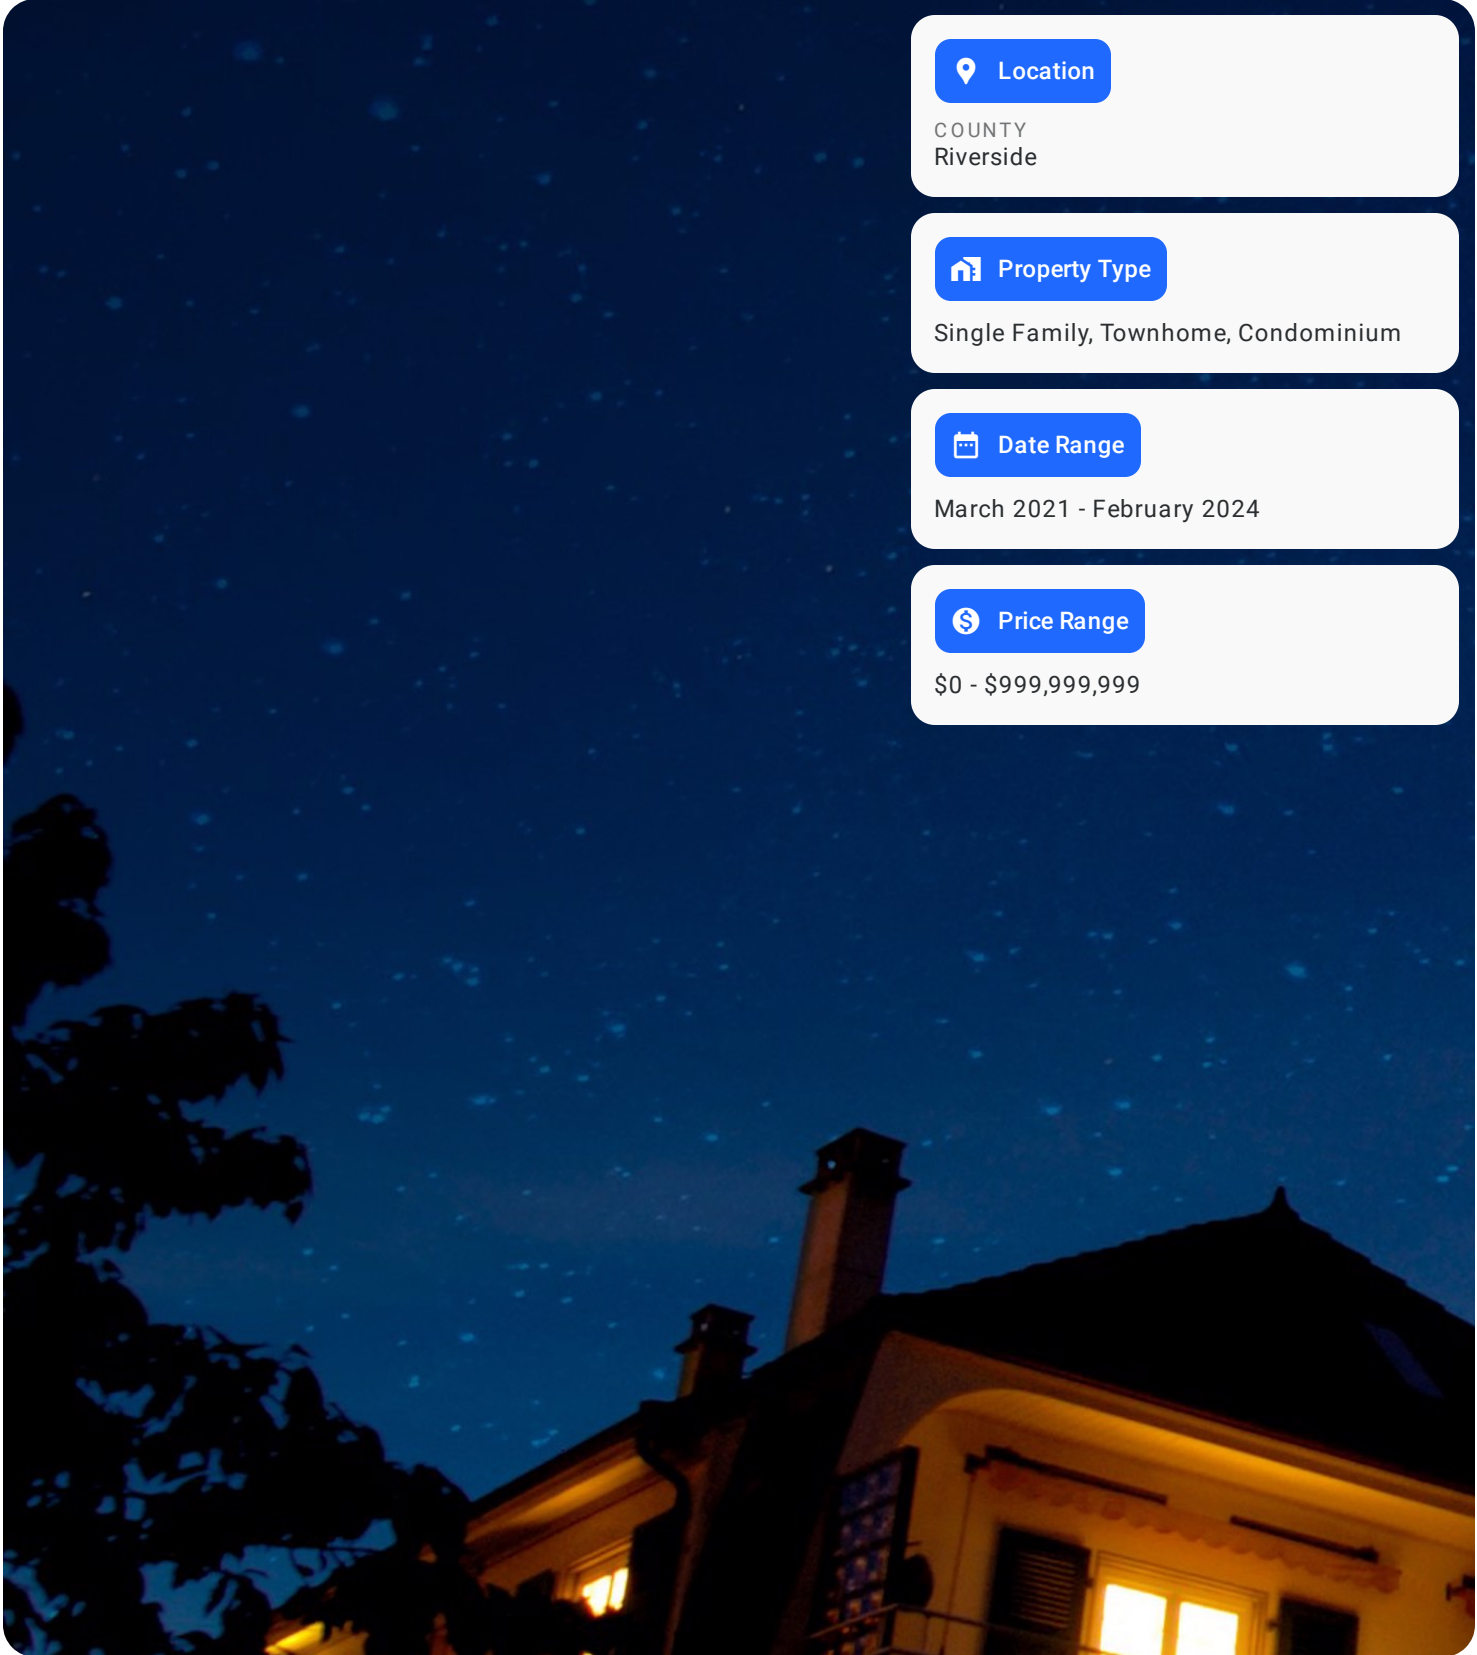 Location
COUNTY
Riverside
Property Type
Single Family, Townhome, Condominium
Date Range
March 2021 - February 2024
Price Range
$0 - $999,999,999